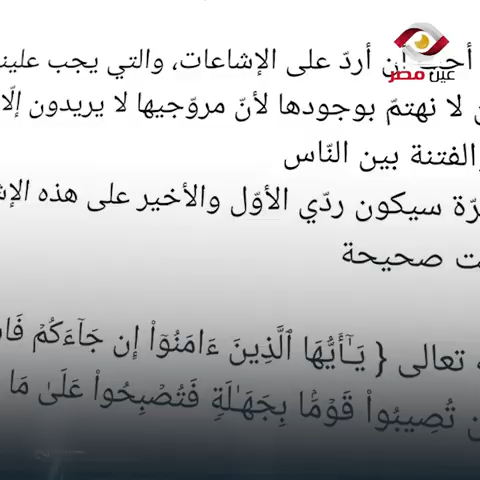 عين مصر
أحب أن أردّ على الإشاعات، والتي يجب علينا
لا نهتمّ بوجودها لأنّ مروّجيها لا يريدون إلّا
الفتنة بين النّاس
سيكون ردّي الأوّل والأخير على هذه
صحيحة
تعالى { يَـٰٓأَيُّهَا ٱلَّذِينَ ءَامَنُوٓا۟ إِن جَآءَكُمْ
تُصِيبُوا۟ قَوْمًۢا بِجَهَـٰلَةٍ فَتُصْبِحُوا۟ عَلَىٰ مَا